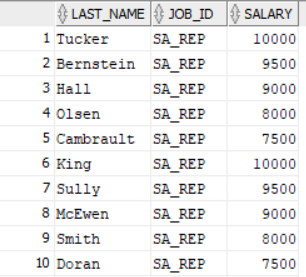 LAST_NAME JOB_ID SALARY
1 Tucker SA_REP 10000
2 Bernstein SA_REP 9500
3 Hall SA_REP 9000
4 Olsen SA_REP 8000
5 Cambrault SA_REP 7500
6 King SA_REP 10000
7 Sully SA_REP 9500
8 McEwen SA_REP 9000
9 Smith SA_REP 8000
10 Doran SA_REP 7500